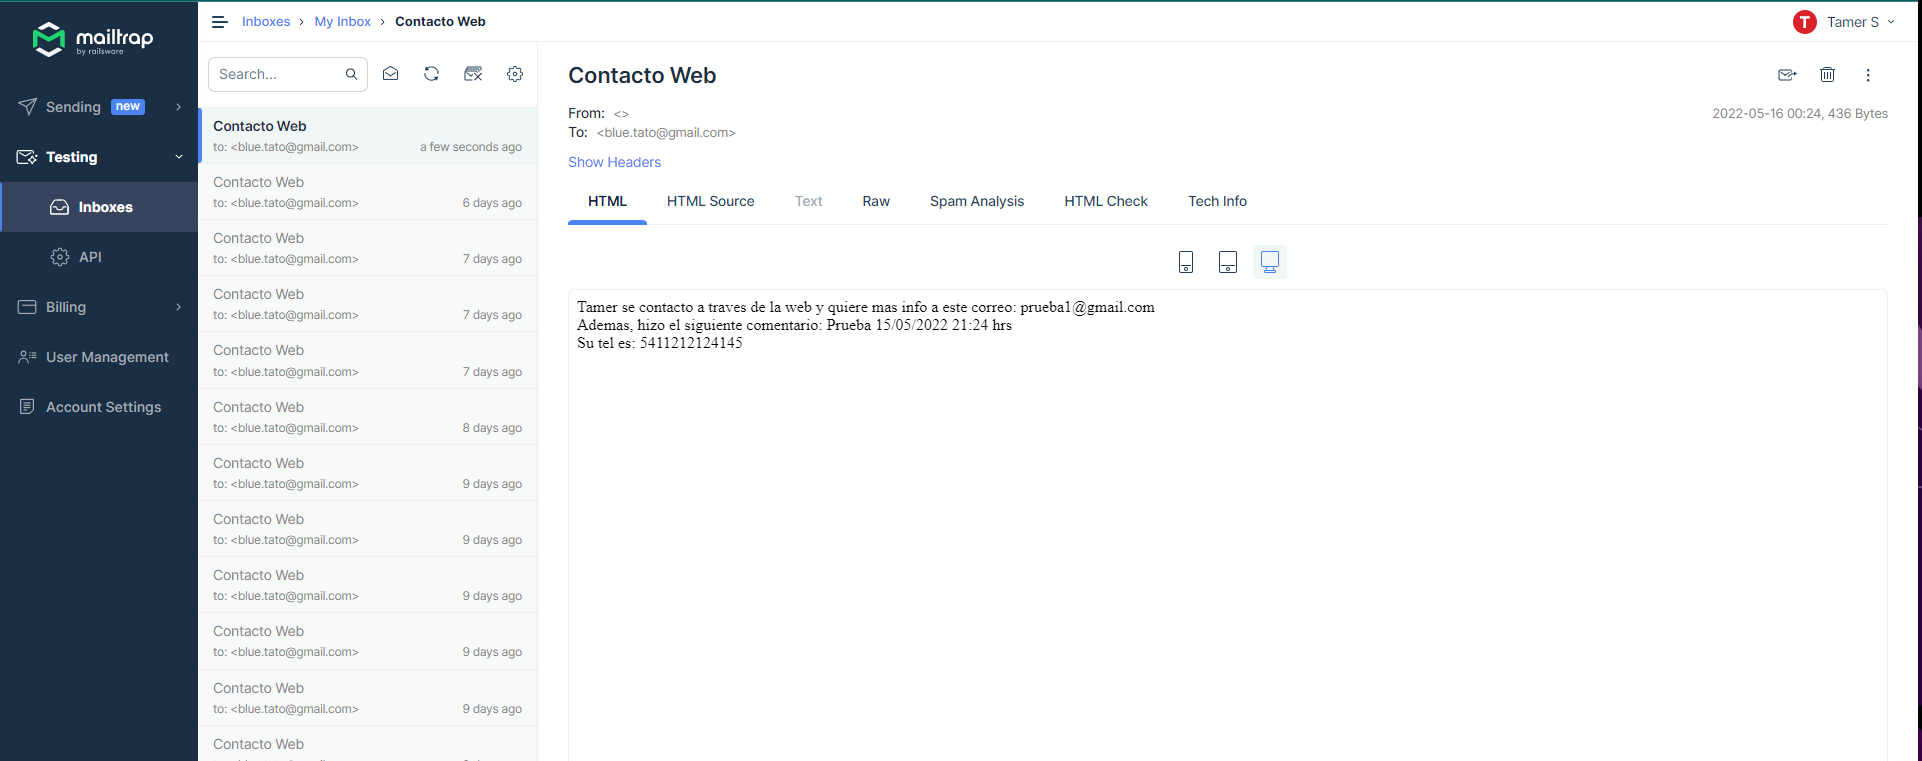 mailtrap
by railsware
Sending new
Testing
Inboxes
API
Billing
User Management
Account Settings
Inboxes › My Inbox › Contacto Web
Tamer S
T
Search...
Contacto Web
to: <blue.tato@gmail.com> a few seconds ago
Contacto Web
to: <blue.tato@gmail.com> 6 days ago
Contacto Web
to: <blue.tato@gmail.com> 7 days ago
Contacto Web
to: <blue.tato@gmail.com> 7 days ago
Contacto Web
to: <blue.tato@gmail.com> 7 days ago
Contacto Web
to: <blue.tato@gmail.com> 8 days ago
Contacto Web
to: <blue.tato@gmail.com> 9 days ago
Contacto Web
to: <blue.tato@gmail.com> 9 days ago
Contacto Web
to: <blue.tato@gmail.com> 9 days ago
Contacto Web
to: <blue.tato@gmail.com> 9 days ago
Contacto Web
to: <blue.tato@gmail.com> 9 days ago
Contacto Web
Contacto Web
From: <>
2022-05-16 00:24, 436 Bytes
To: <blue.tato@gmail.com>
Show Headers
HTML HTML Source Text Raw Spam Analysis HTML Check Tech Info
Tamer se contacto a traves de la web y quiere mas info a este correo: prueba1@gmail.com
Ademas, hizo el siguiente comentario: Prueba 15/05/2022 21:24 hrs
Su tel es: 5411212124145